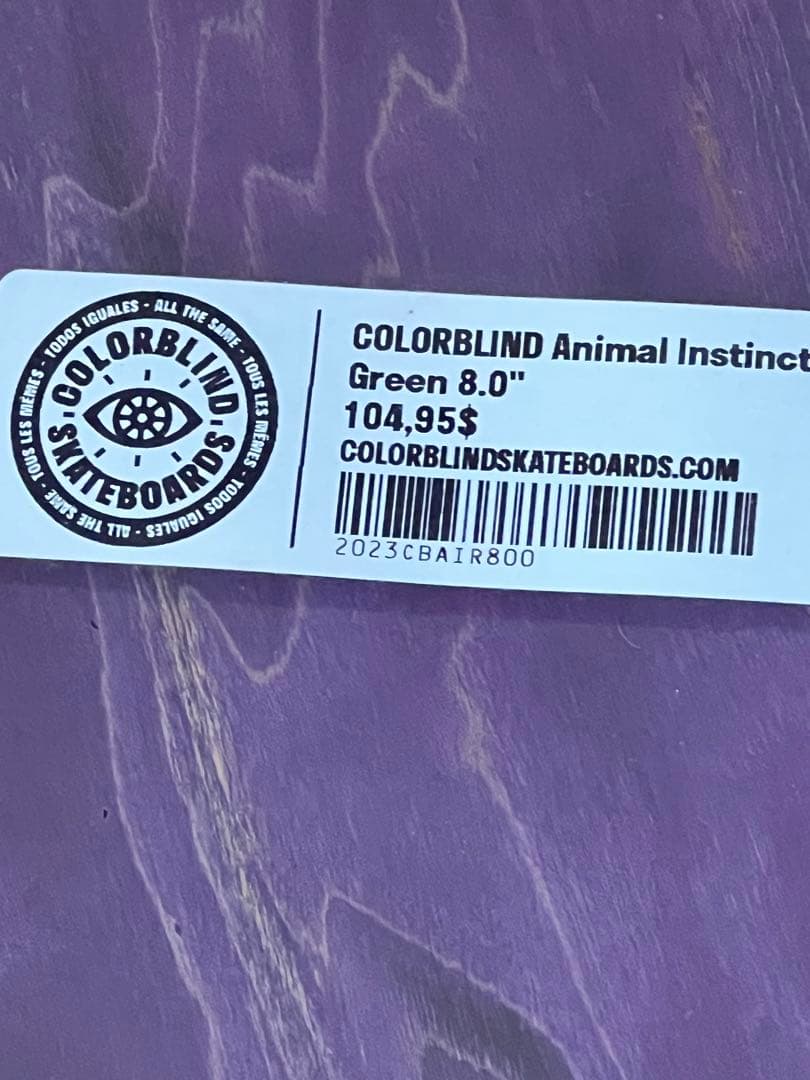 TODOS IGUALES - ALL THE SAME - TOUS LES MÊMES - TODOS IGUALES - ALL THE SAME - TOUS LES MÊMES -
COLORBLIND
SKATEBOARDS
COLORBLIND Animal Instinct
Green 8.0"
104,95$
COLORBLINDSKATEBOARDS.COM
2023CBAIR800